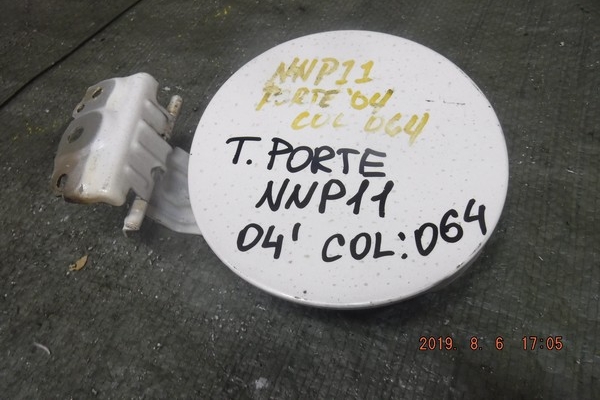 NNP11
PORTE '04
COL 064
T. PORTE
NNP11
04' COL:064
2019. 8. 6 17:05